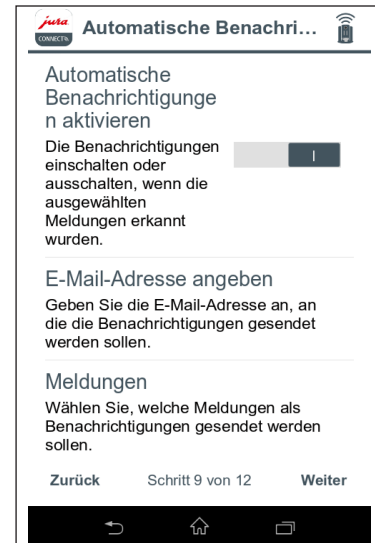 jura
CONNECT
Automatische Benachri...
Automatische
Benachrichtigunge
n aktivieren
Die Benachrichtigungen
einschalten oder
ausschalten, wenn die
ausgewählten
Meldungen erkannt
wurden.
E-Mail-Adresse angeben
Geben Sie die E-Mail-Adresse an, an
die die Benachrichtigungen gesendet
werden sollen.
Meldungen
Wählen Sie, welche Meldungen als
Benachrichtigungen gesendet werden
sollen.
Zurück Schritt 9 von 12 Weiter